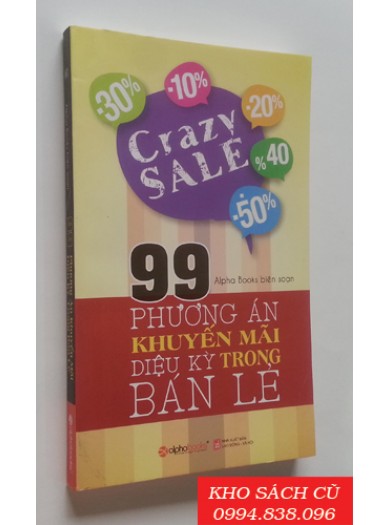 -30%
-10%
-20%
Crazy
SALE
%40
-50%
99
Alpha Books biên soạn
PHƯƠNG ÁN
KHUYẾN MÃI
DIỆU KỲ TRONG
BÁN LẺ
alphabooks
KHO SÁCH CŨ
0994.838.096